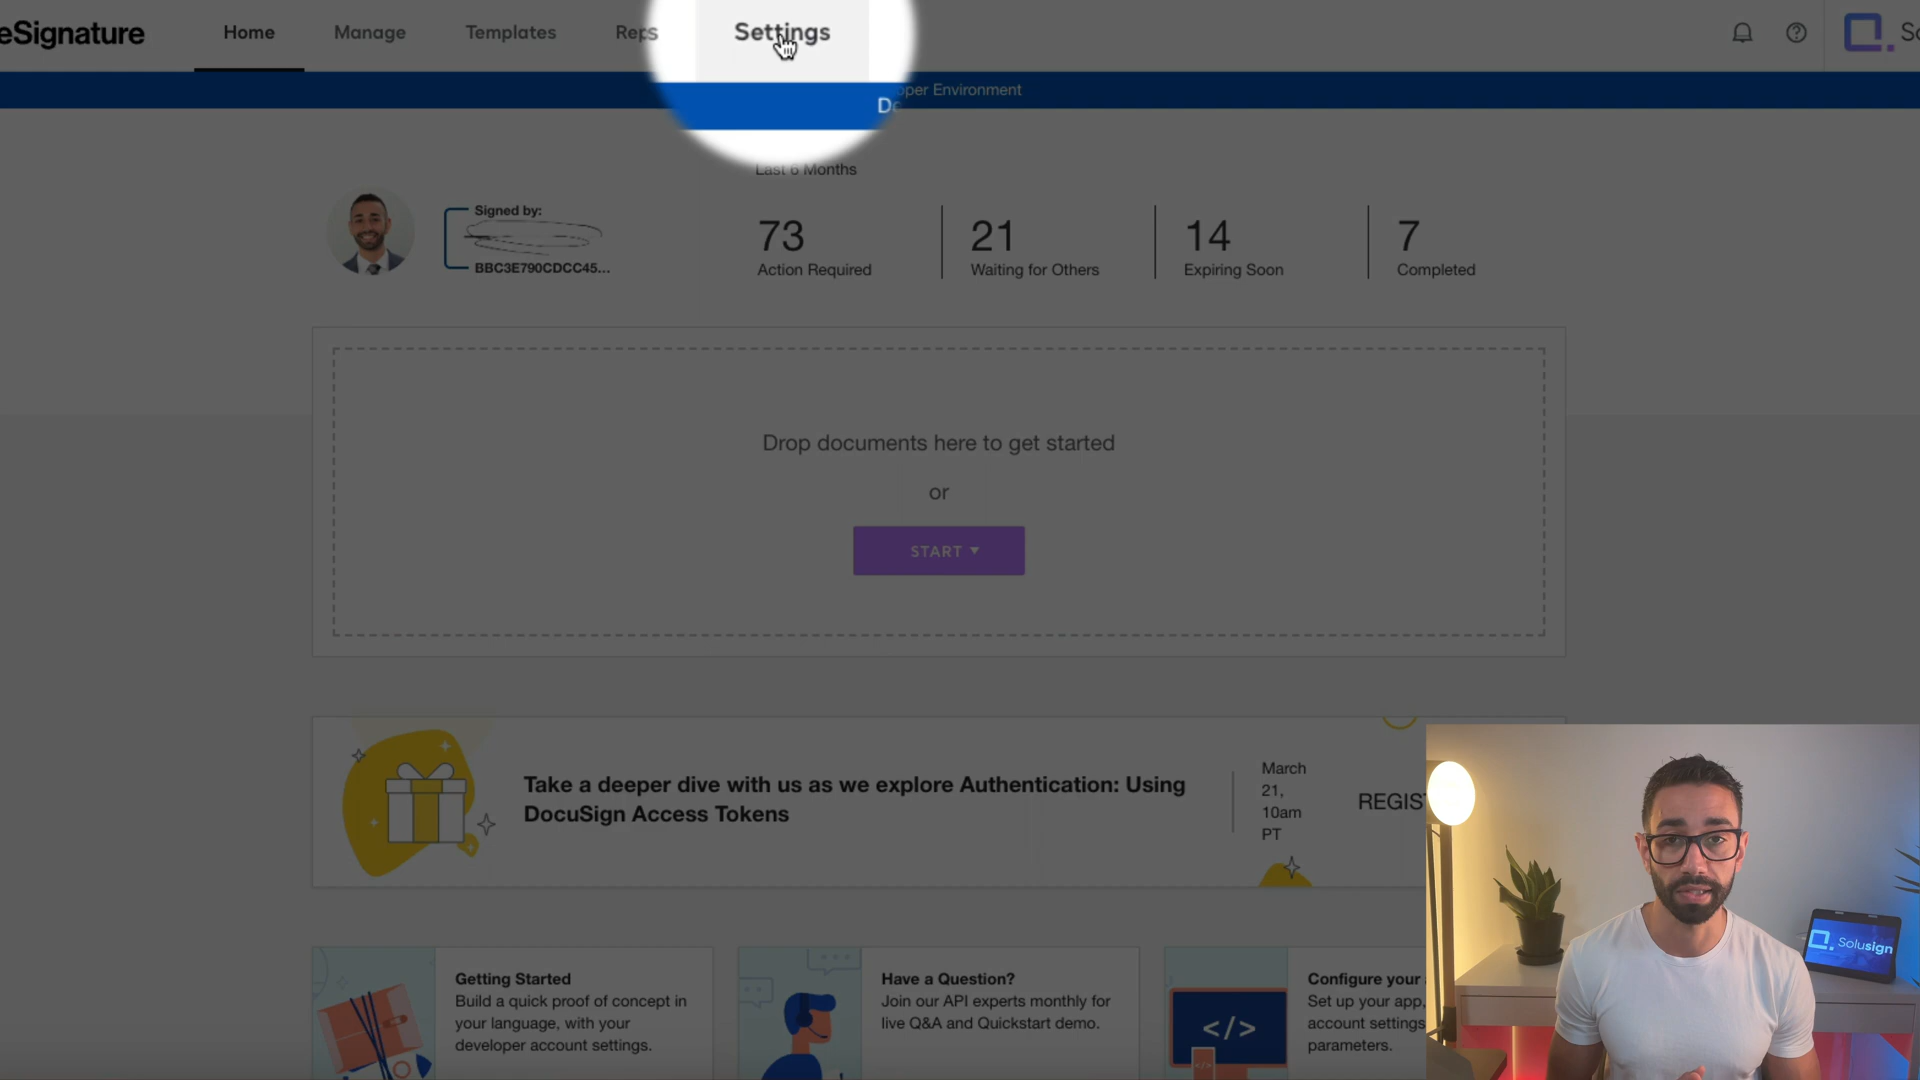 eSignature
Home
Manage
Templates
Settings
per Environment
Last 6 Months
Signed by:
BBC3E790CDCC45...
73
Action Required
21
Waiting for Others
14
Expiring Soon
7
Completed
Drop documents here to get started
or
START
Take a deeper dive with us as we explore Authentication: Using
DocuSign Access Tokens
March
21,
10am
PT
REGIS
Getting Started
Build a quick proof of concept in
your language, with your
developer account settings.
Have a Question?
Join our API experts monthly for
live Q&A and Quickstart demo.
</>
Configure your
Set up your app,
account settings
parameters.
Solusign